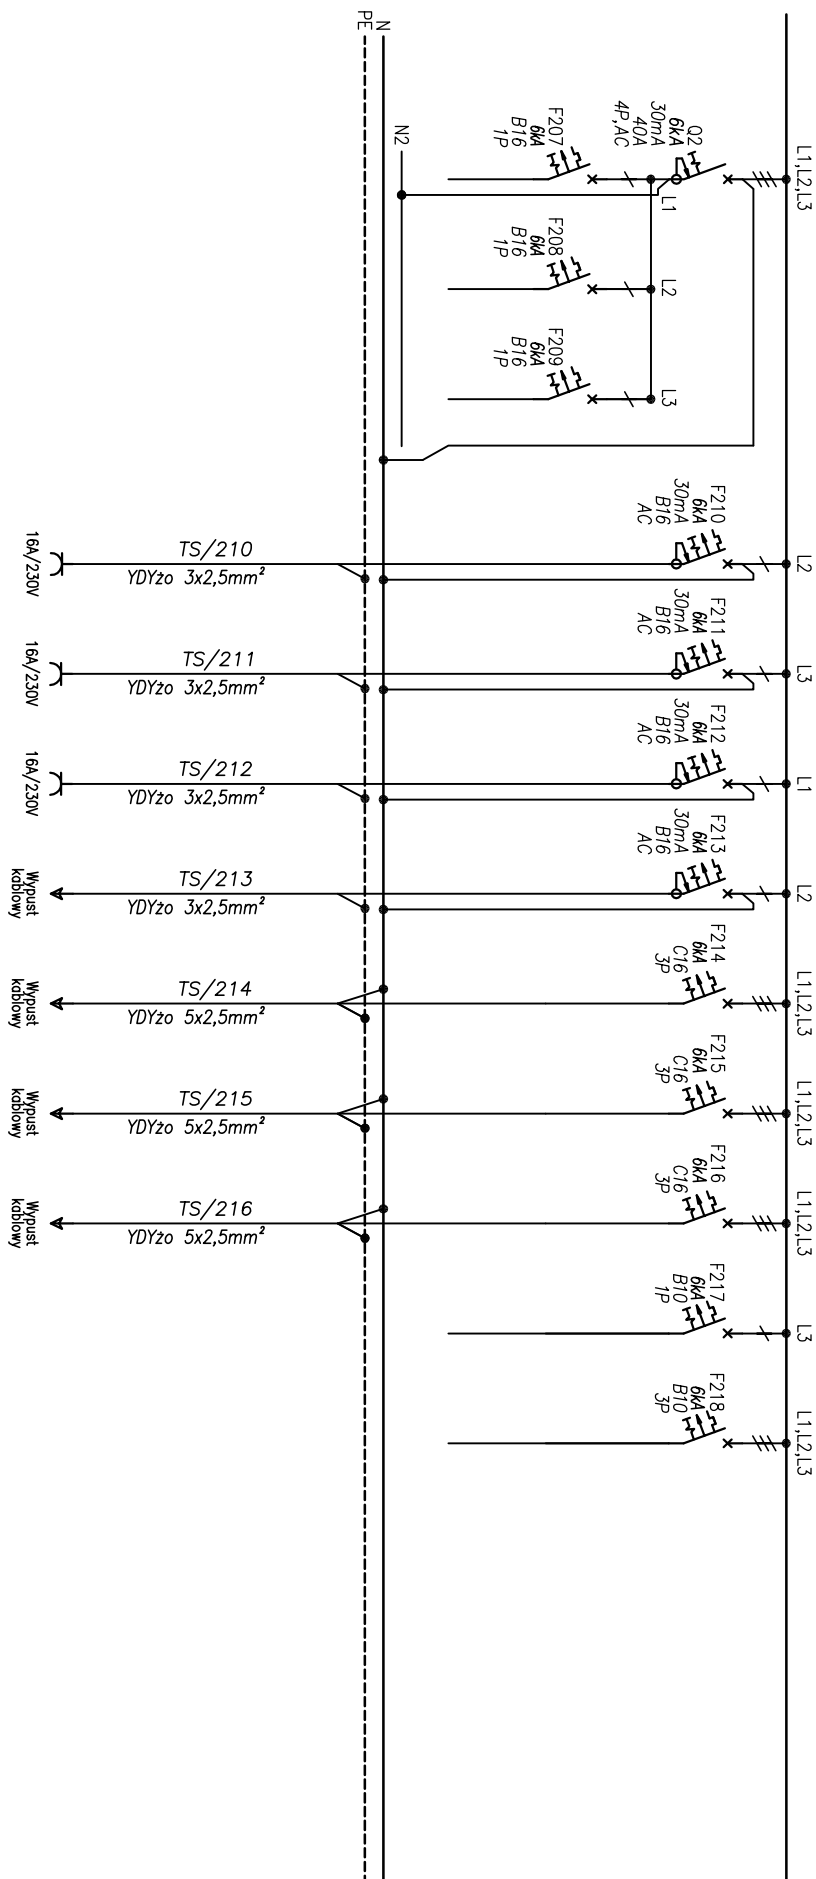 L1,L2,L3
Q2
6kA
40A
30mA
4P,AC
L1
F207
6kA
B16
1P
N2
N
PE
L2
F208
6kA
B16
1P
L3
F209
6kA
B16
1P
L2
F210
6kA
B16
30mA
AC
TS/210
YDYżo 3x2,5mm²
16A/230V
L3
F211
6kA
B16
30mA
AC
TS/211
YDYżo 3x2,5mm²
16A/230V
L1
F212
6kA
B16
30mA
AC
TS/212
YDYżo 3x2,5mm²
16A/230V
L2
F213
6kA
B16
30mA
AC
TS/213
YDYżo 3x2,5mm²
Wypust
kablowy
L1,L2,L3
F214
6kA
C16
3P
TS/214
YDYżo 5x2,5mm²
Wypust
kablowy
L1,L2,L3
F215
6kA
C16
3P
TS/215
YDYżo 5x2,5mm²
Wypust
kablowy
L1,L2,L3
F216
6kA
C16
3P
TS/216
YDYżo 5x2,5mm²
Wypust
kablowy
L3
F217
6kA
B10
1P
L1,L2,L3
F218
6kA
B10
3P